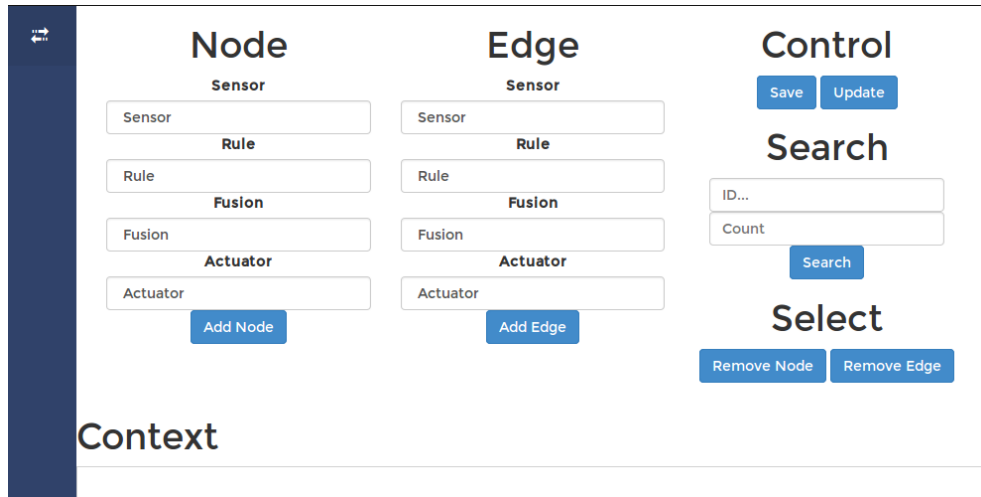 Node
Sensor
Sensor
Rule
Rule
Fusion
Fusion
Actuator
Actuator
Add Node
Edge
Sensor
Sensor
Rule
Rule
Fusion
Fusion
Actuator
Actuator
Add Edge
Control
Save Update
Search
ID...
Count
Search
Select
Remove Node Remove Edge
Context